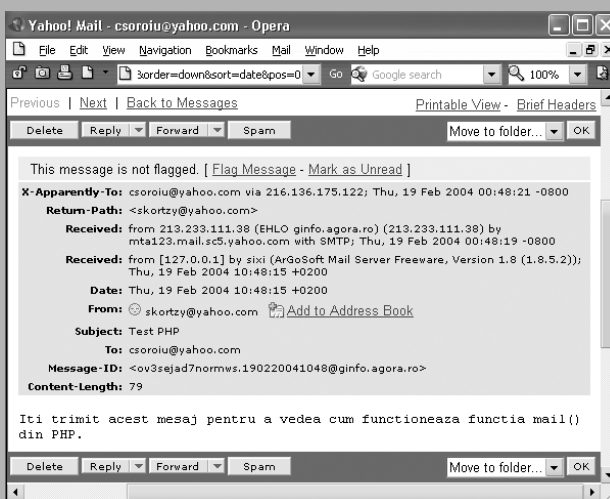 Yahoo! Mail - csoroiu@yahoo.com - Opera
File Edit View Navigation Bookmarks Mail Window Help
order=down&sort=date&pos=0 Go Google search 100%
Previous | Next | Back to Messages Printable View - Brief Headers
Delete Reply Forward Spam Move to folder... OK
This message is not flagged. [ Flag Message - Mark as Unread ]
X-Apparently-To: csoroiu@yahoo.com via 216.136.175.122; Thu, 19 Feb 2004 00:48:21 -0800
Return-Path: <skortzy@yahoo.com>
Received: from 213.233.111.38 (EHLO ginfo.agora.ro) (213.233.111.38) by
mta123.mail.sc5.yahoo.com with SMTP; Thu, 19 Feb 2004 00:48:19 -0800
Received: from [127.0.0.1] by sixi (ArGoSoft Mail Server Freeware, Version 1.8 (1.8.5.2));
Thu, 19 Feb 2004 10:48:15 +0200
Date: Thu, 19 Feb 2004 10:48:15 +0200
From: skortzy@yahoo.com Add to Address Book
Subject: Test PHP
To: csoroiu@yahoo.com
Message-ID: <ov3sejad7normws.190220041048@ginfo.agora.ro>
Content-Length: 79
Iti trimit acest mesaj pentru a vedea cum functioneaza functia mail()
din PHP.
Delete Reply Forward Spam Move to folder... OK